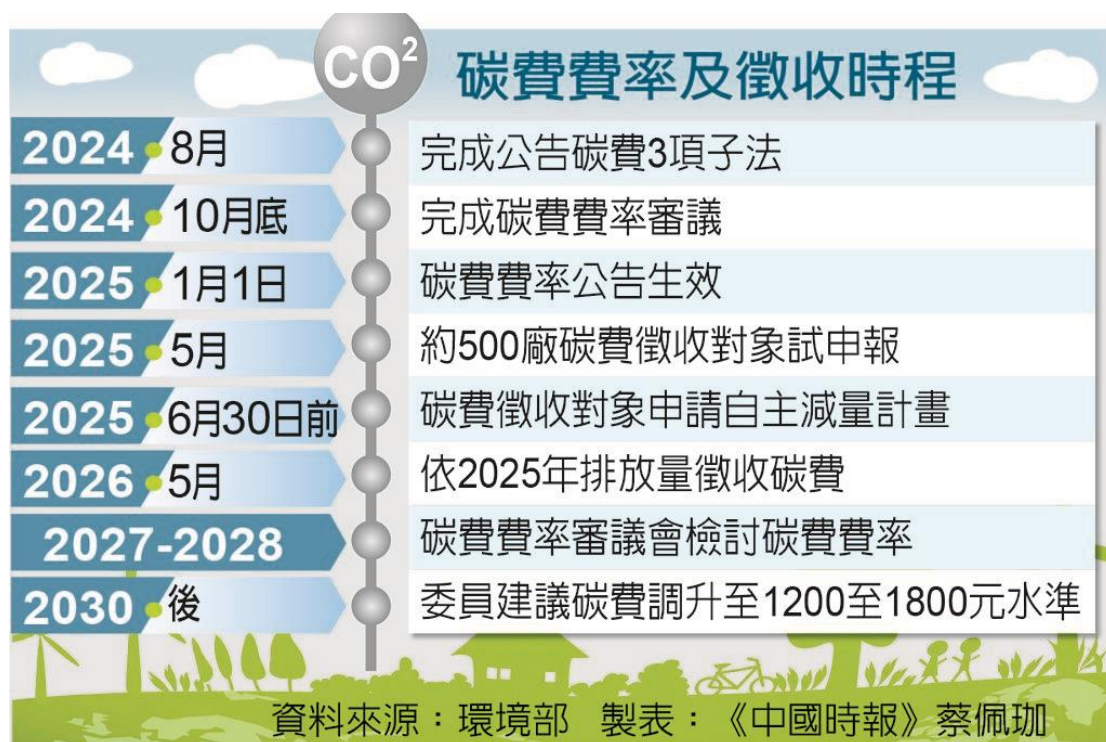 CO²
碳費費率及徵收時程
2024 8月 完成公告碳費3項子法
2024 10月底 完成碳費費率審議
2025 1月1日 碳費費率公告生效
2025 5月 約500廠碳費徵收對象試申報
2025 6月30日前 碳費徵收對象申請自主減量計畫
2026 5月 依2025年排放量徵收碳費
2027-2028 碳費費率審議會檢討碳費費率
2030 後 委員建議碳費調升至1200至1800元水準
資料來源：環境部 製表：《中國時報》蔡佩珈